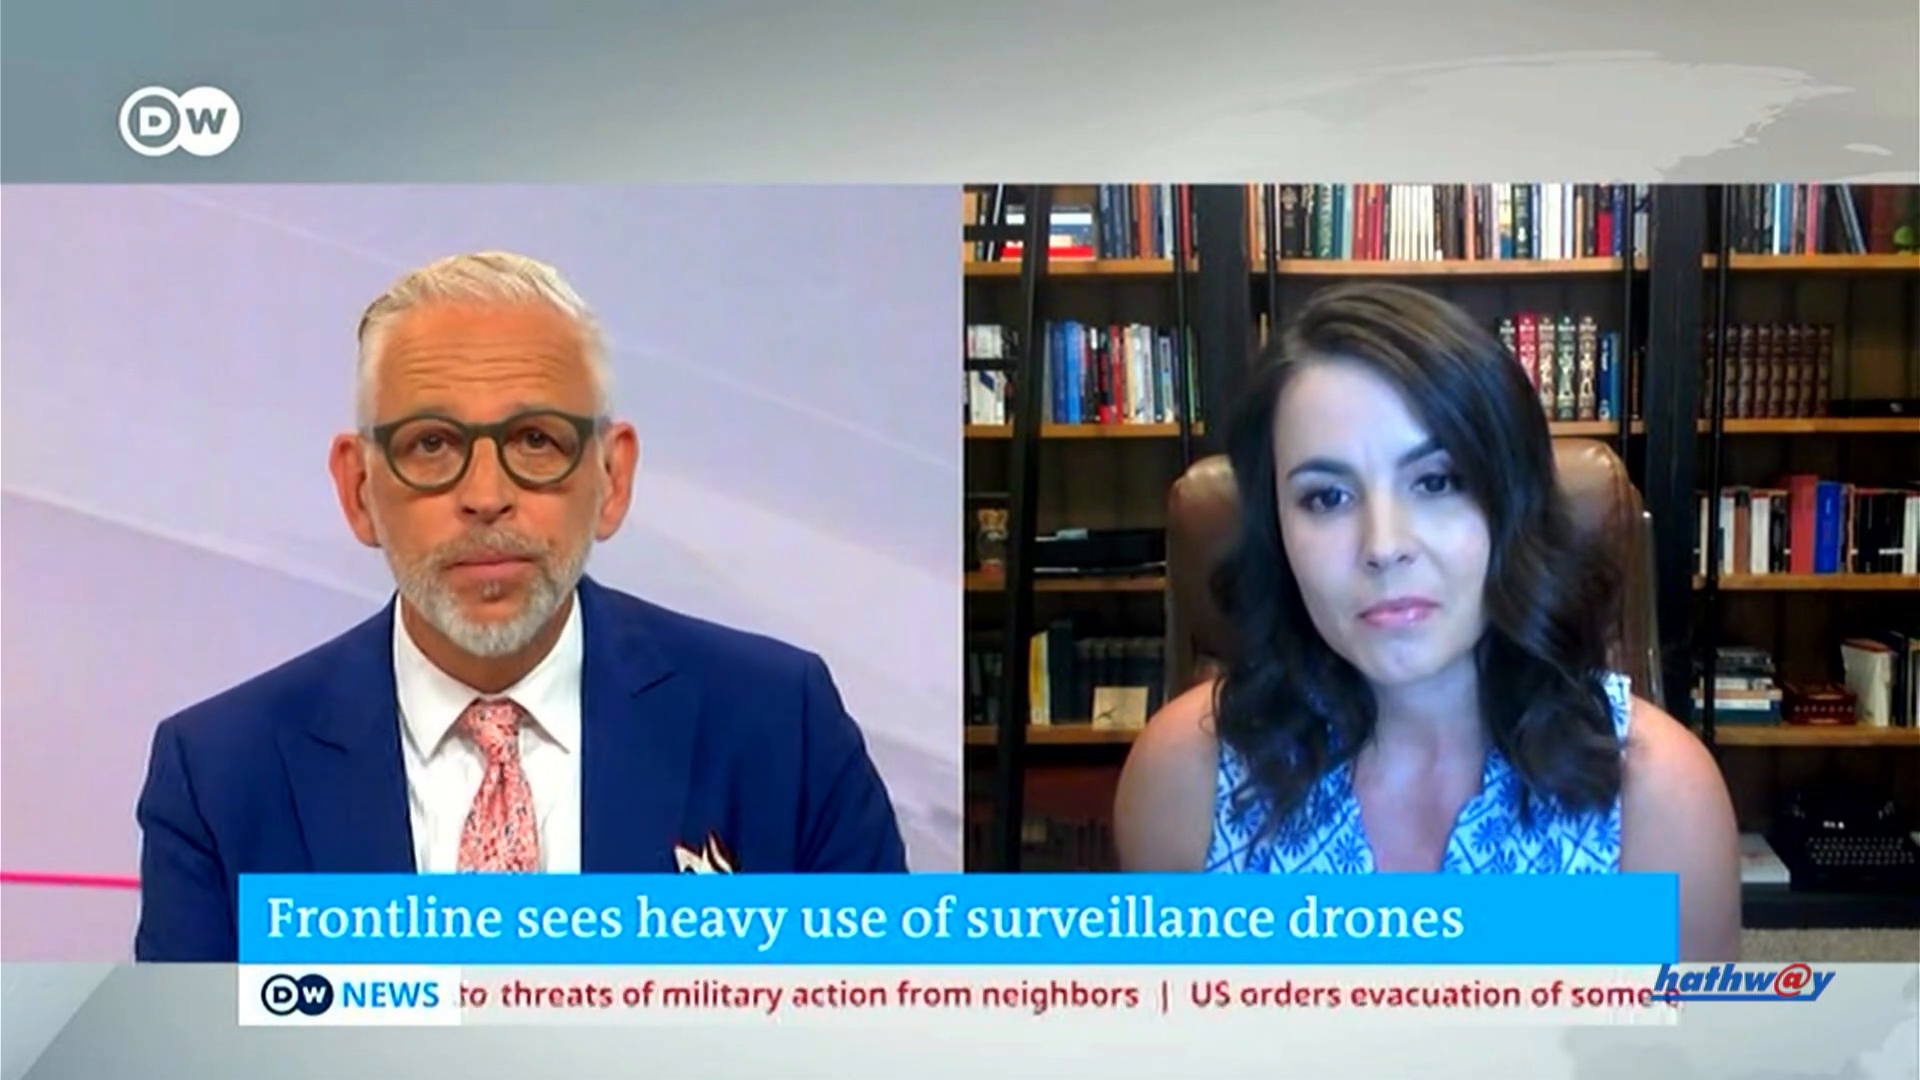 DW
Frontline sees heavy use of surveillance drones
DW NEWS to threats of military action from neighbors | US orders evacuation of some
hathw@y